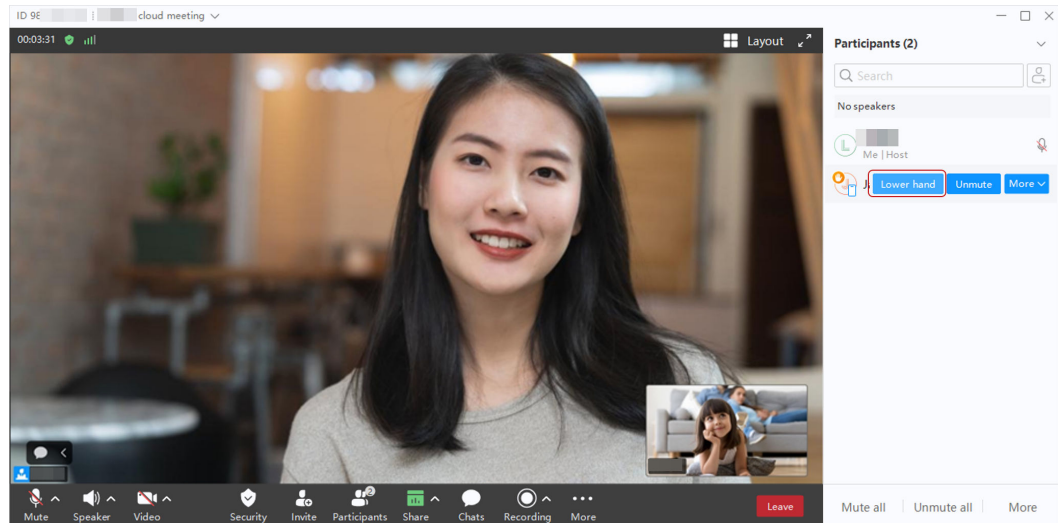 ID 98
cloud meeting
00:03:31
Layout
Participants (2)
Search
No speakers
L
Me | Host
J
Lower hand
Unmute
More
Mute
Speaker
Video
Security
Invite
Participants
2
Share
Chats
Recording
More
Leave
Mute all
Unmute all
More